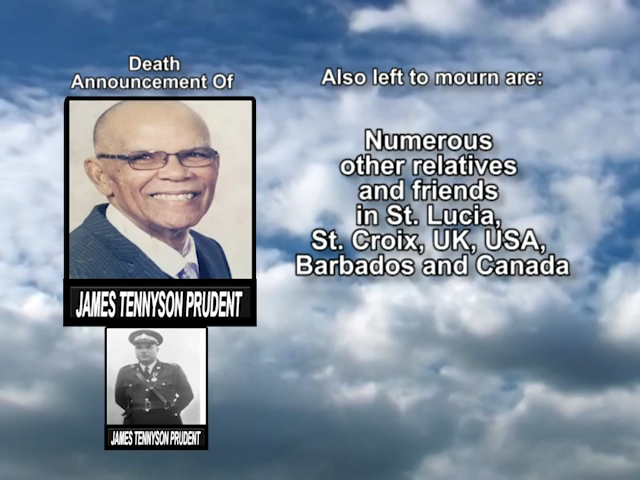 Death
Announcement Of
JAMES TENNYSON PRUDENT
JAMES TENNYSON PRUDENT
Also left to mourn are:
Numerous
other relatives
and friends
in St. Lucia,
St. Croix, UK, USA,
Barbados and Canada